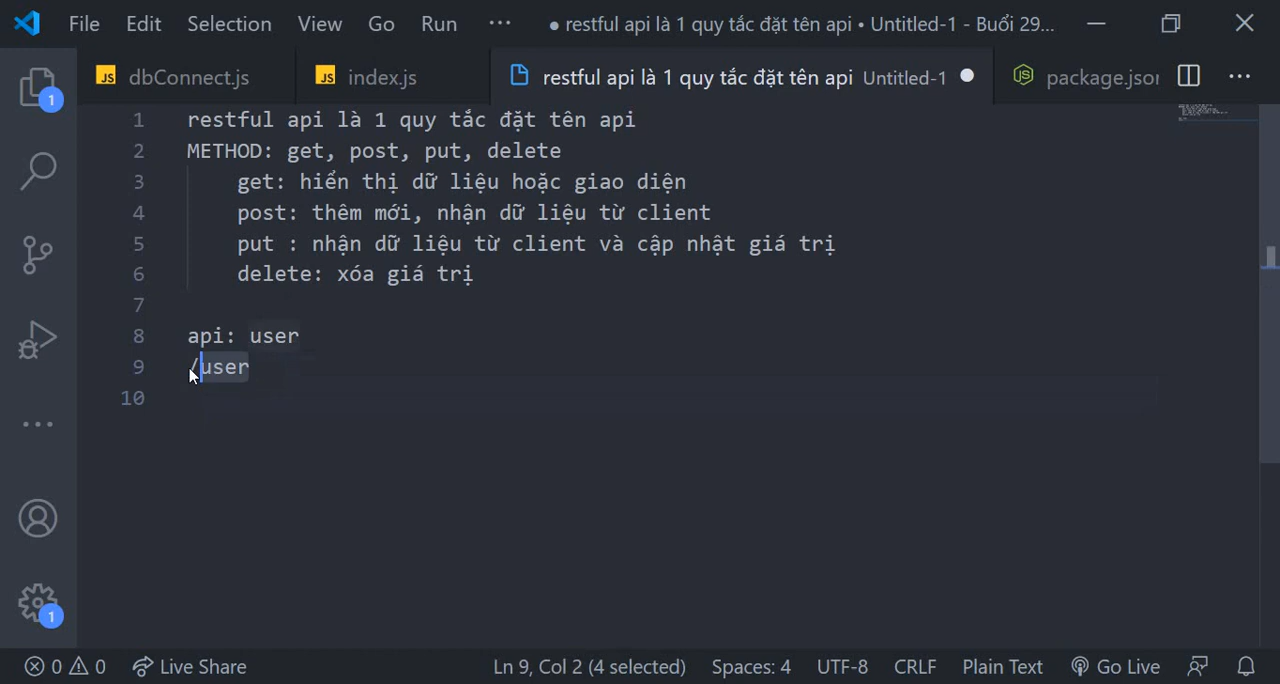 File Edit Selection View Go Run ··· ● restful api là 1 quy tắc đặt tên api • Untitled-1 - Buổi 29...
JS dbConnect.js JS index.js restful api là 1 quy tắc đặt tên api Untitled-1 ● package.jsor ···
1 restful api là 1 quy tắc đặt tên api
2 METHOD: get, post, put, delete
3 get: hiển thị dữ liệu hoặc giao diện
4 post: thêm mới, nhận dữ liệu từ client
5 put : nhận dữ liệu từ client và cập nhật giá trị
6 delete: xóa giá trị
7
8 api: user
9 /user
10
1
1
0 0 Live Share Ln 9, Col 2 (4 selected) Spaces: 4 UTF-8 CRLF Plain Text Go Live